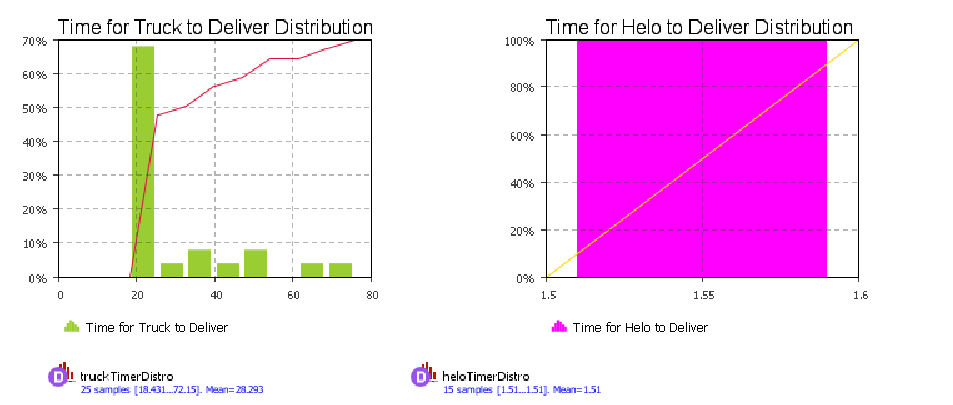 Time for Truck to Deliver Distribution
70%
60%
50%
40%
30%
20%
10%
0%
0 20 40 60 80
Time for Truck to Deliver
truckTimerDistro
25 samples [18.431...72.15]. Mean=28.293
Time for Helo to Deliver Distribution
100%
80%
60%
40%
20%
0%
1.5 1.55 1.6
Time for Helo to Deliver
heloTimerDistro
15 samples [1.51...1.51]. Mean=1.51